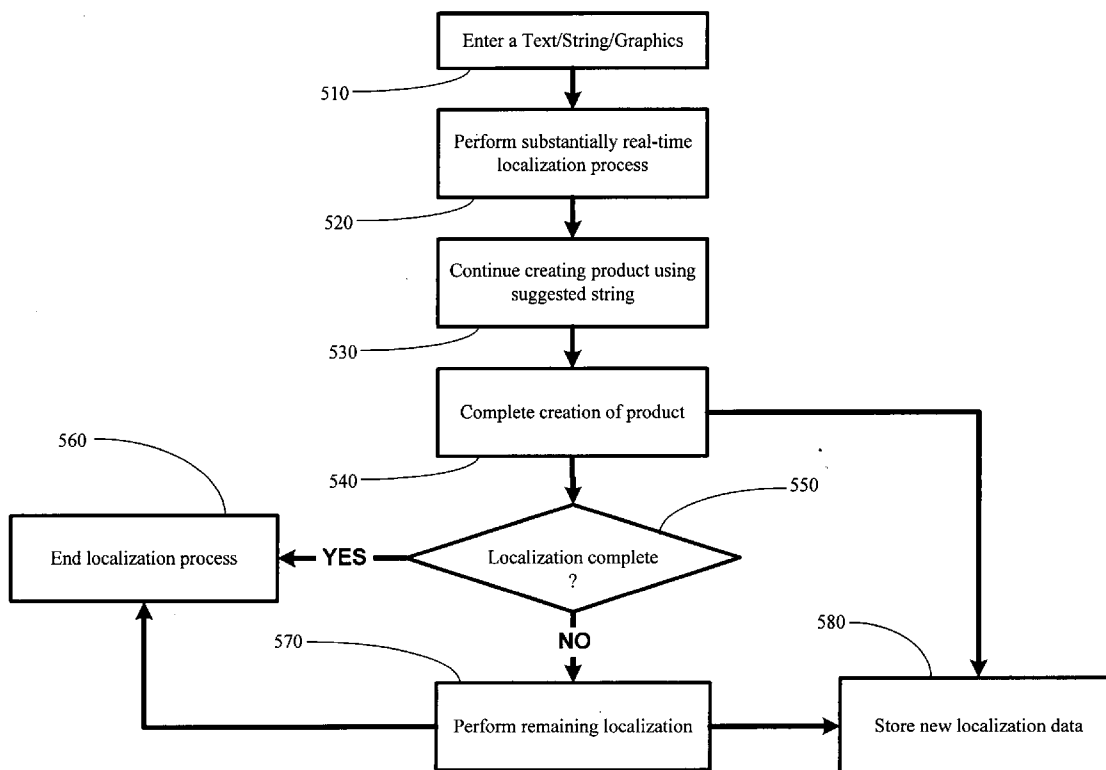 Enter a Text/String/Graphics
510
Perform substantially real-time
localization process
520
Continue creating product using
suggested string
530
Complete creation of product
540
550
Localization complete
?
YES
560
End localization process
NO
570
Perform remaining localization
580
Store new localization data